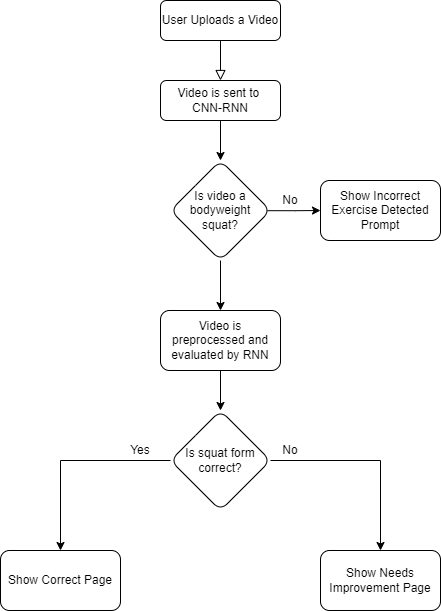 User Uploads a Video
Video is sent to
CNN-RNN
Is video a
bodyweight
squat?
No
Show Incorrect
Exercise Detected
Prompt
Video is
preprocessed and
evaluated by RNN
Is squat form
correct?
Yes
No
Show Correct Page
Show Needs
Improvement Page